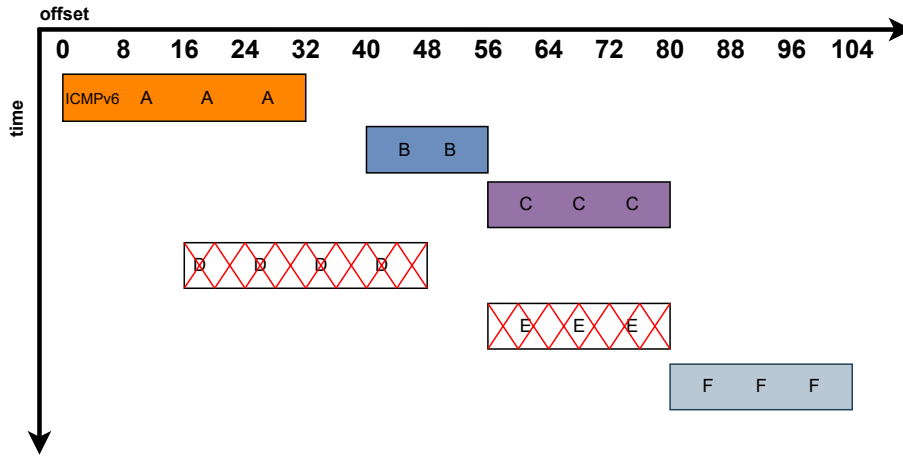 offset
0 8 16 24 32 40 48 56 64 72 80 88 96 104
time
ICMPv6 A A A
B B
C C C
D D D D
E E E
F F F